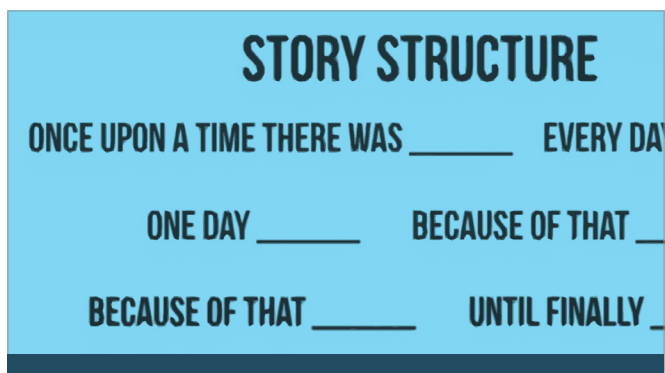 STORY STRUCTURE
ONCE UPON A TIME THERE WAS ______ EVERY
ONE DAY ______ BECAUSE OF THAT __
BECAUSE OF THAT ______ UNTIL FINALLY _